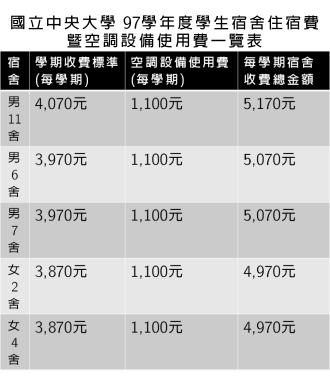 國立中央大學 97學年度學生宿舍住宿費
暨空調設備使用費一覽表
宿舍 學期收費標準(每學期) 空調設備使用費(每學期) 每學期宿舍收費總金額
男11舍 4,070元 1,100元 5,170元
男6舍 3,970元 1,100元 5,070元
男7舍 3,970元 1,100元 5,070元
女2舍 3,870元 1,100元 4,970元
女4舍 3,870元 1,100元 4,970元